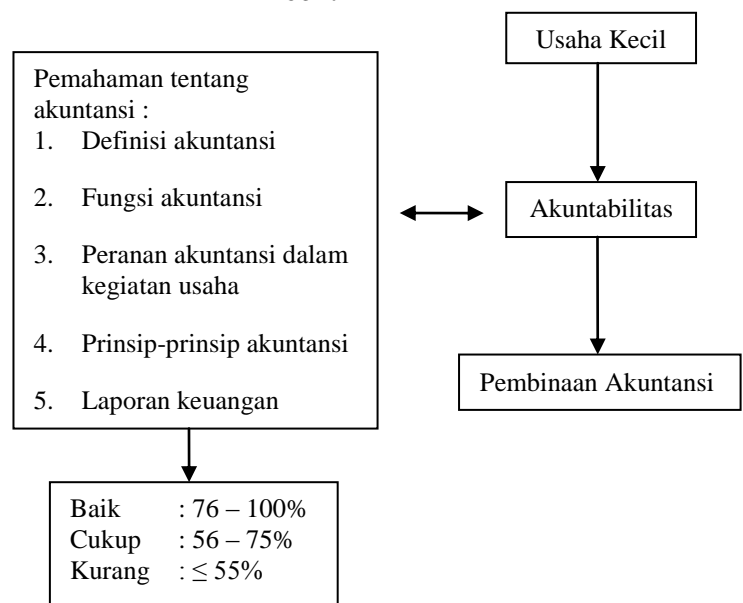 Usaha Kecil
Pemahaman tentang
akuntansi :
1. Definisi akuntansi
2. Fungsi akuntansi
3. Peranan akuntansi dalam
kegiatan usaha
4. Prinsip-prinsip akuntansi
5. Laporan keuangan
Akuntabilitas
Pembinaan Akuntansi
Baik : 76 – 100%
Cukup : 56 – 75%
Kurang : ≤ 55%